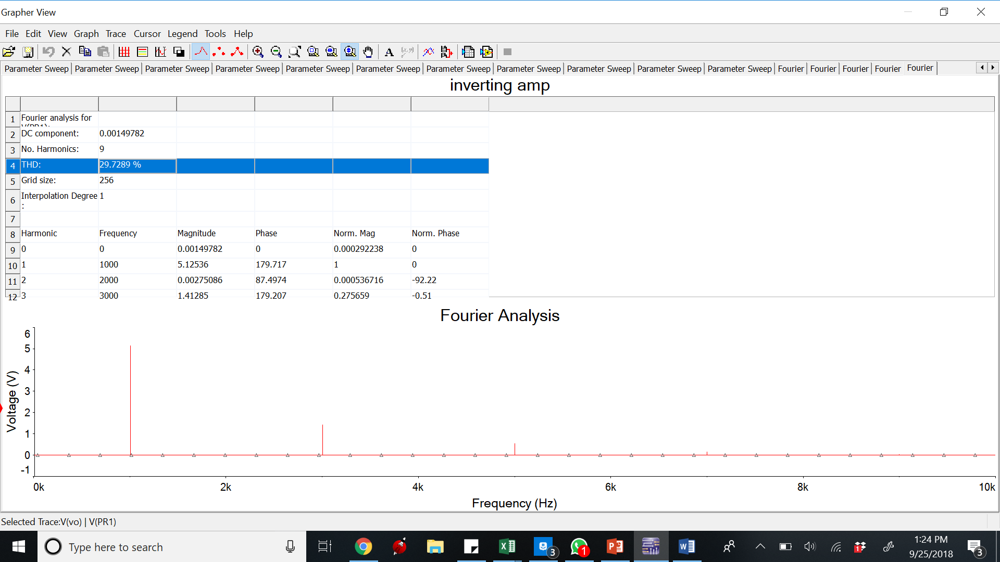 Grapher View
File Edit View Graph Trace Cursor Legend Tools Help
Parameter Sweep Parameter Sweep Parameter Sweep Parameter Sweep Parameter Sweep Parameter Sweep Parameter Sweep Parameter Sweep Parameter Sweep Parameter Sweep Parameter Sweep Fourier Fourier Fourier Fourier Fourier
inverting amp
1 Fourier analysis for
V(PR1):
2 DC component: 0.00149782
3 No. Harmonics: 9
4 THD: 29.7289 %
5 Grid size: 256
6 Interpolation Degree 1
:
7
8 Harmonic Frequency Magnitude Phase Norm. Mag Norm. Phase
9 0 0 0.00149782 0 0.000292238 0
10 1 1000 5.12536 179.717 1 0
11 2 2000 0.00275086 87.4974 0.000536716 -92.22
12 3 3000 1.41285 179.207 0.275659 -0.51
Fourier Analysis
Voltage (V)
6
5
4
3
2
1
0
-1
0k 2k 4k 6k 8k 10k
Frequency (Hz)
Selected Trace:V(vo) | V(PR1)
Type here to search
3
1
1
1:24 PM
9/25/2018
3